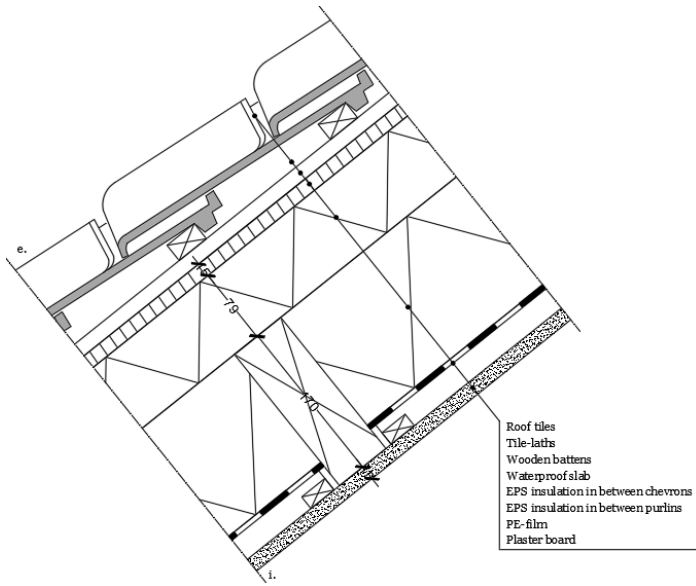 e.
79
Roof tiles
Tile-laths
Wooden battens
Waterproof slab
EPS insulation in between chevrons
EPS insulation in between purlins
PE-film
Plaster board
i.